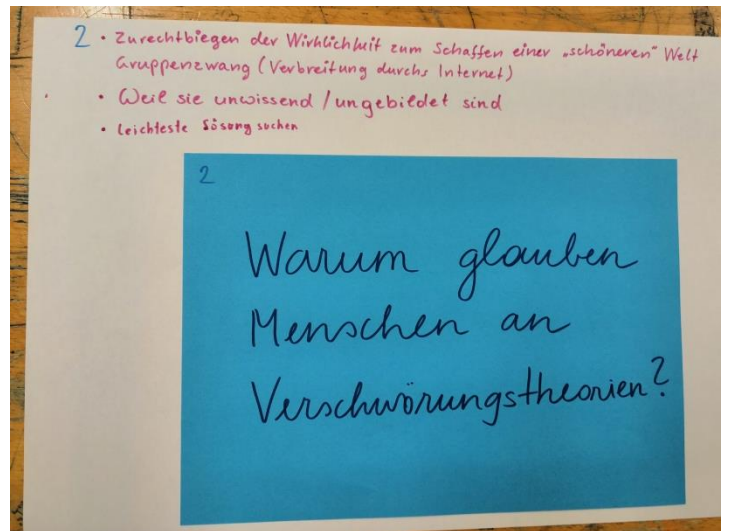 2 • Zurechtbiegen der Wirklichkeit zum Schaffen einer „schöneren" Welt
Gruppenzwang (Verbreitung durchs Internet)
• Weil sie unwissend / ungebildet sind
• leichteste Lösung suchen
2
Warum glauben
Menschen an
Verschwörungstheorien?